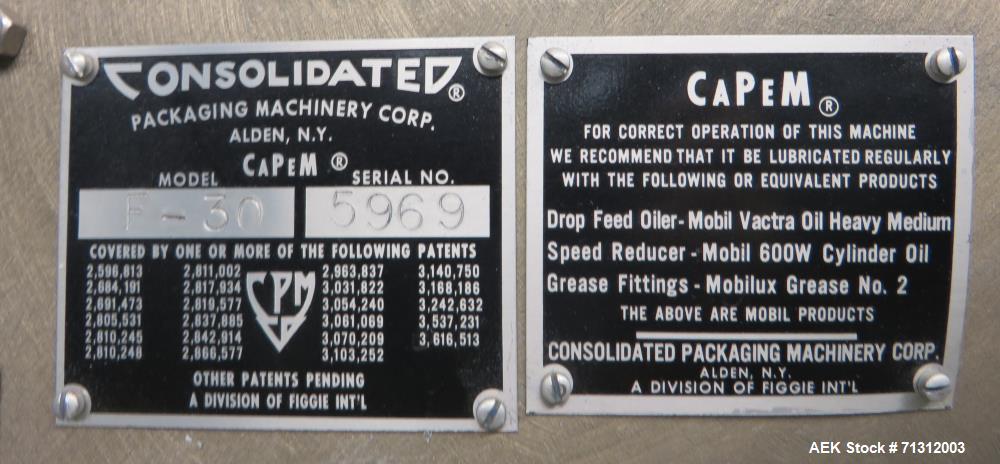 CONSOLIDATED®
PACKAGING MACHINERY CORP.
ALDEN, N.Y.
CAPEM®
MODEL SERIAL NO.
F-30 5969
COVERED BY ONE OR MORE OF THE FOLLOWING PATENTS
2,596,813 2,811,002 2,963,837 3,140,750
2,684,191 2,817,934 3,031,822 3,168,186
2,691,473 2,819,577 3,054,240 3,242,632
2,805,531 2,837,885 3,061,069 3,537,231
2,810,245 2,842,914 3,070,209 3,616,513
2,810,248 2,866,577 3,103,252
CPM
CO
OTHER PATENTS PENDING
A DIVISION OF FIGGIE INT'L
CAPEM®
FOR CORRECT OPERATION OF THIS MACHINE
WE RECOMMEND THAT IT BE LUBRICATED REGULARLY
WITH THE FOLLOWING OR EQUIVALENT PRODUCTS
Drop Feed Oiler-Mobil Vactra Oil Heavy Medium
Speed Reducer - Mobil 600W Cylinder Oil
Grease Fittings - Mobilux Grease No. 2
THE ABOVE ARE MOBIL PRODUCTS
CONSOLIDATED PACKAGING MACHINERY CORP.
ALDEN, N.Y.
A DIVISION OF FIGGIE INT'L
AEK Stock # 71312003